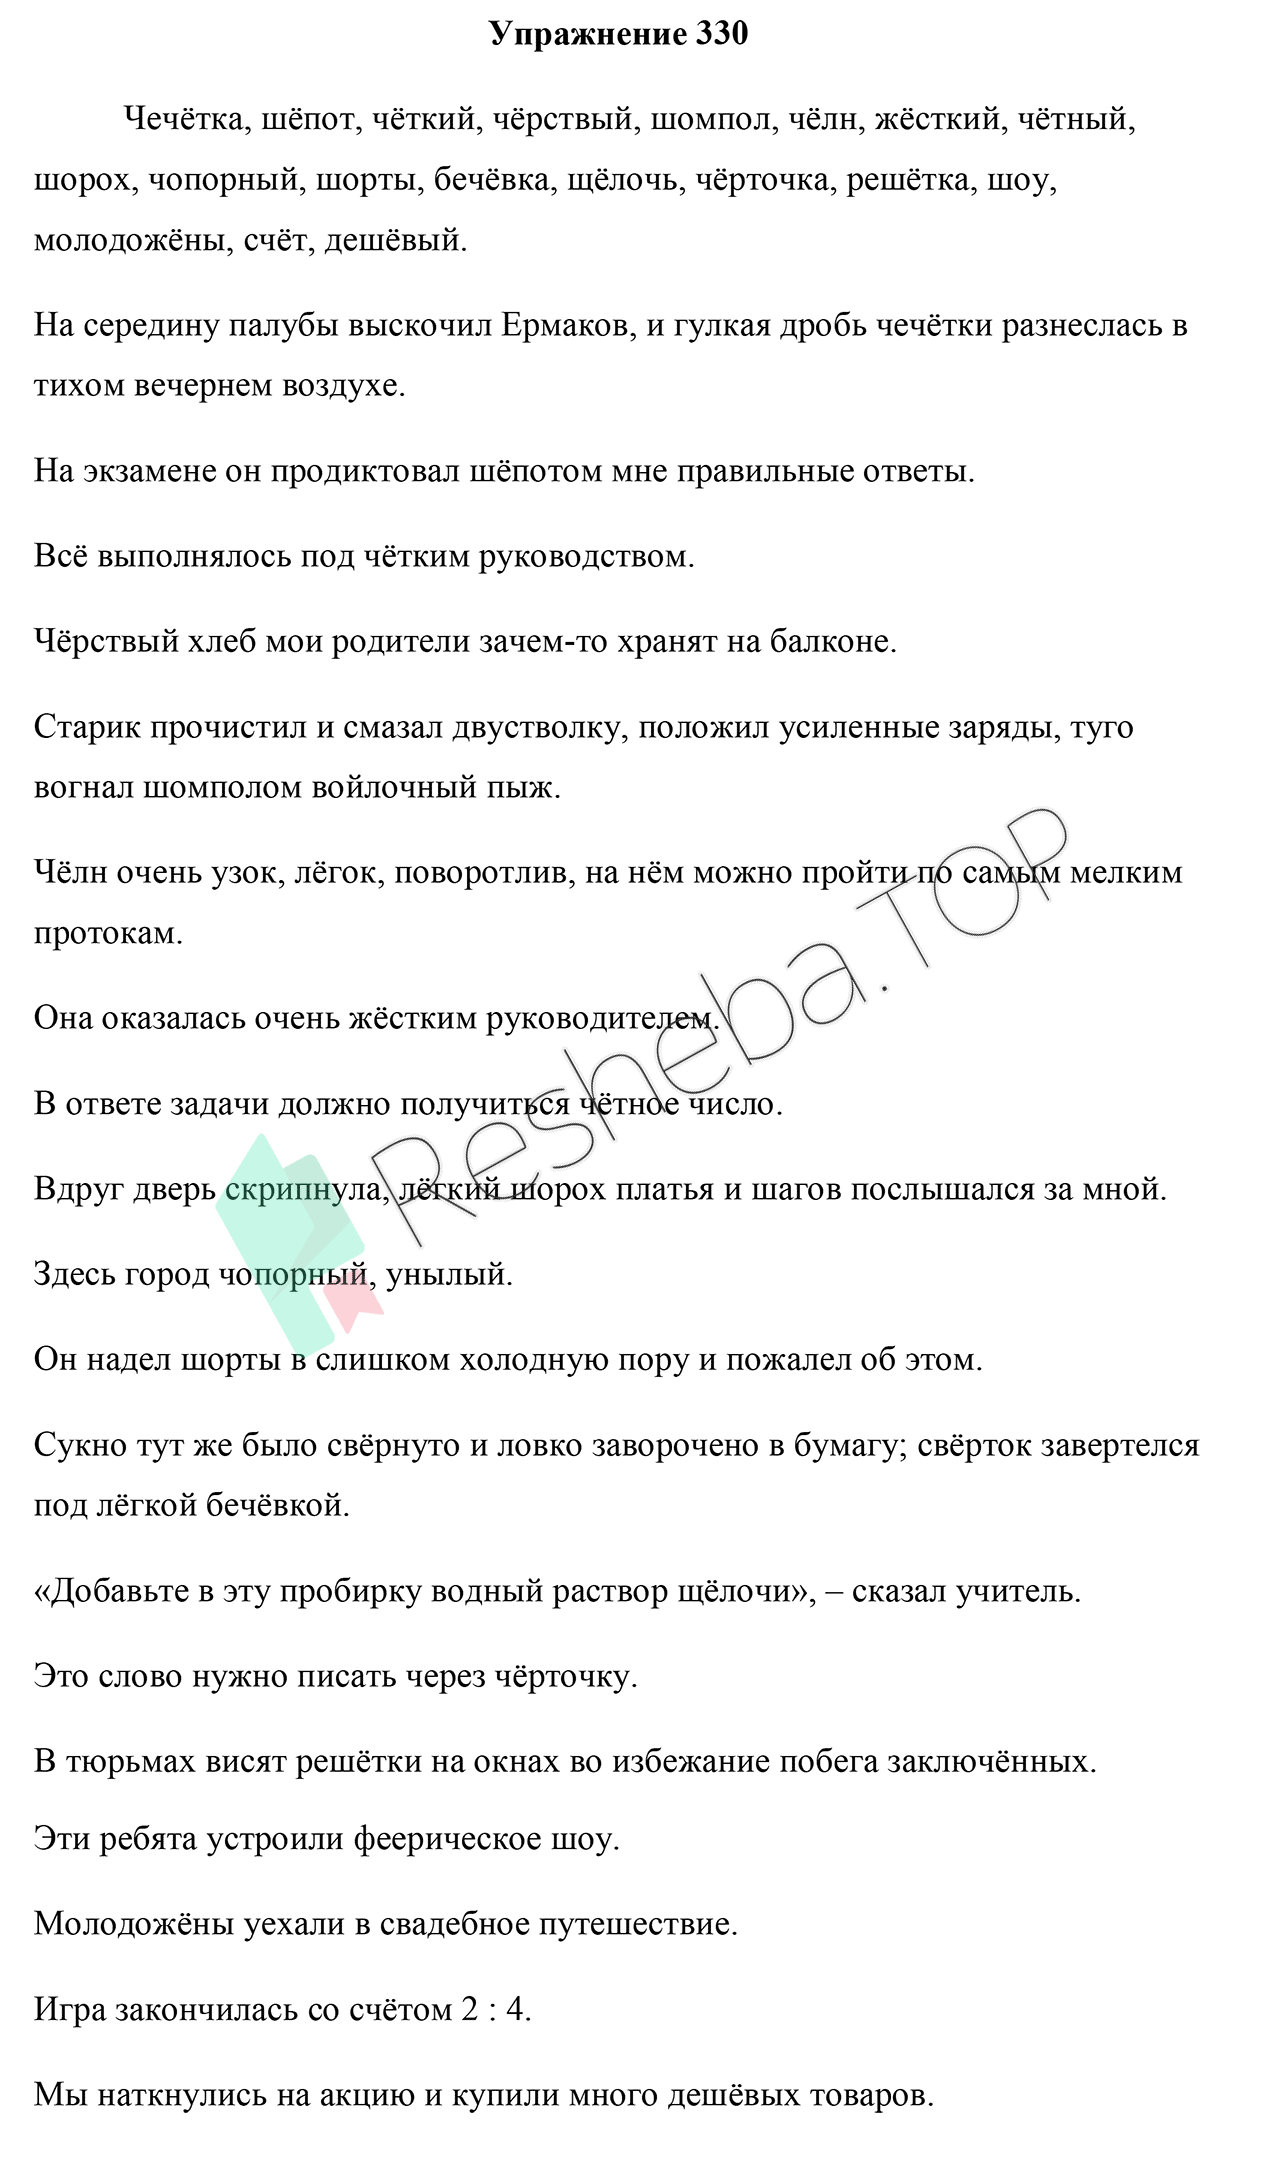 Упражнение 330
Чечётка, шёпот, чёткий, чёрствый, шомпол, чёлн, жёсткий, чётный,
шорох, чопорный, шорты, бечёвка, щёлочь, чёрточка, решётка, шоу,
молодожёны, счёт, дешёвый.
На середину палубы выскочил Ермаков, и гулкая дробь чечётки разнеслась в
тихом вечернем воздухе.
На экзамене он продиктовал шёпотом мне правильные ответы.
Всё выполнялось под чётким руководством.
Чёрствый хлеб мои родители зачем-то хранят на балконе.
Старик прочистил и смазал двустволку, положил усиленные заряды, туго
вогнал шомполом войлочный пыж.
Чёлн очень узок, лёгок, поворотлив, на нём можно пройти по самым мелким
протокам.
Она оказалась очень жёстким руководителем.
В ответе задачи должно получиться чётное число.
Вдруг дверь скрипнула, лёгкий шорох платья и шагов послышался за мной.
Здесь город чопорный, унылый.
Он надел шорты в слишком холодную пору и пожалел об этом.
Сукно тут же было свёрнуто и ловко заворочено в бумагу; свёрток завертелся
под лёгкой бечёвкой.
«Добавьте в эту пробирку водный раствор щёлочи», – сказал учитель.
Это слово нужно писать через чёрточку.
В тюрьмах висят решётки на окнах во избежание побега заключённых.
Эти ребята устроили феерическое шоу.
Молодожёны уехали в свадебное путешествие.
Игра закончилась со счётом 2 : 4.
Мы наткнулись на акцию и купили много дешёвых товаров.
Resheba.TOP